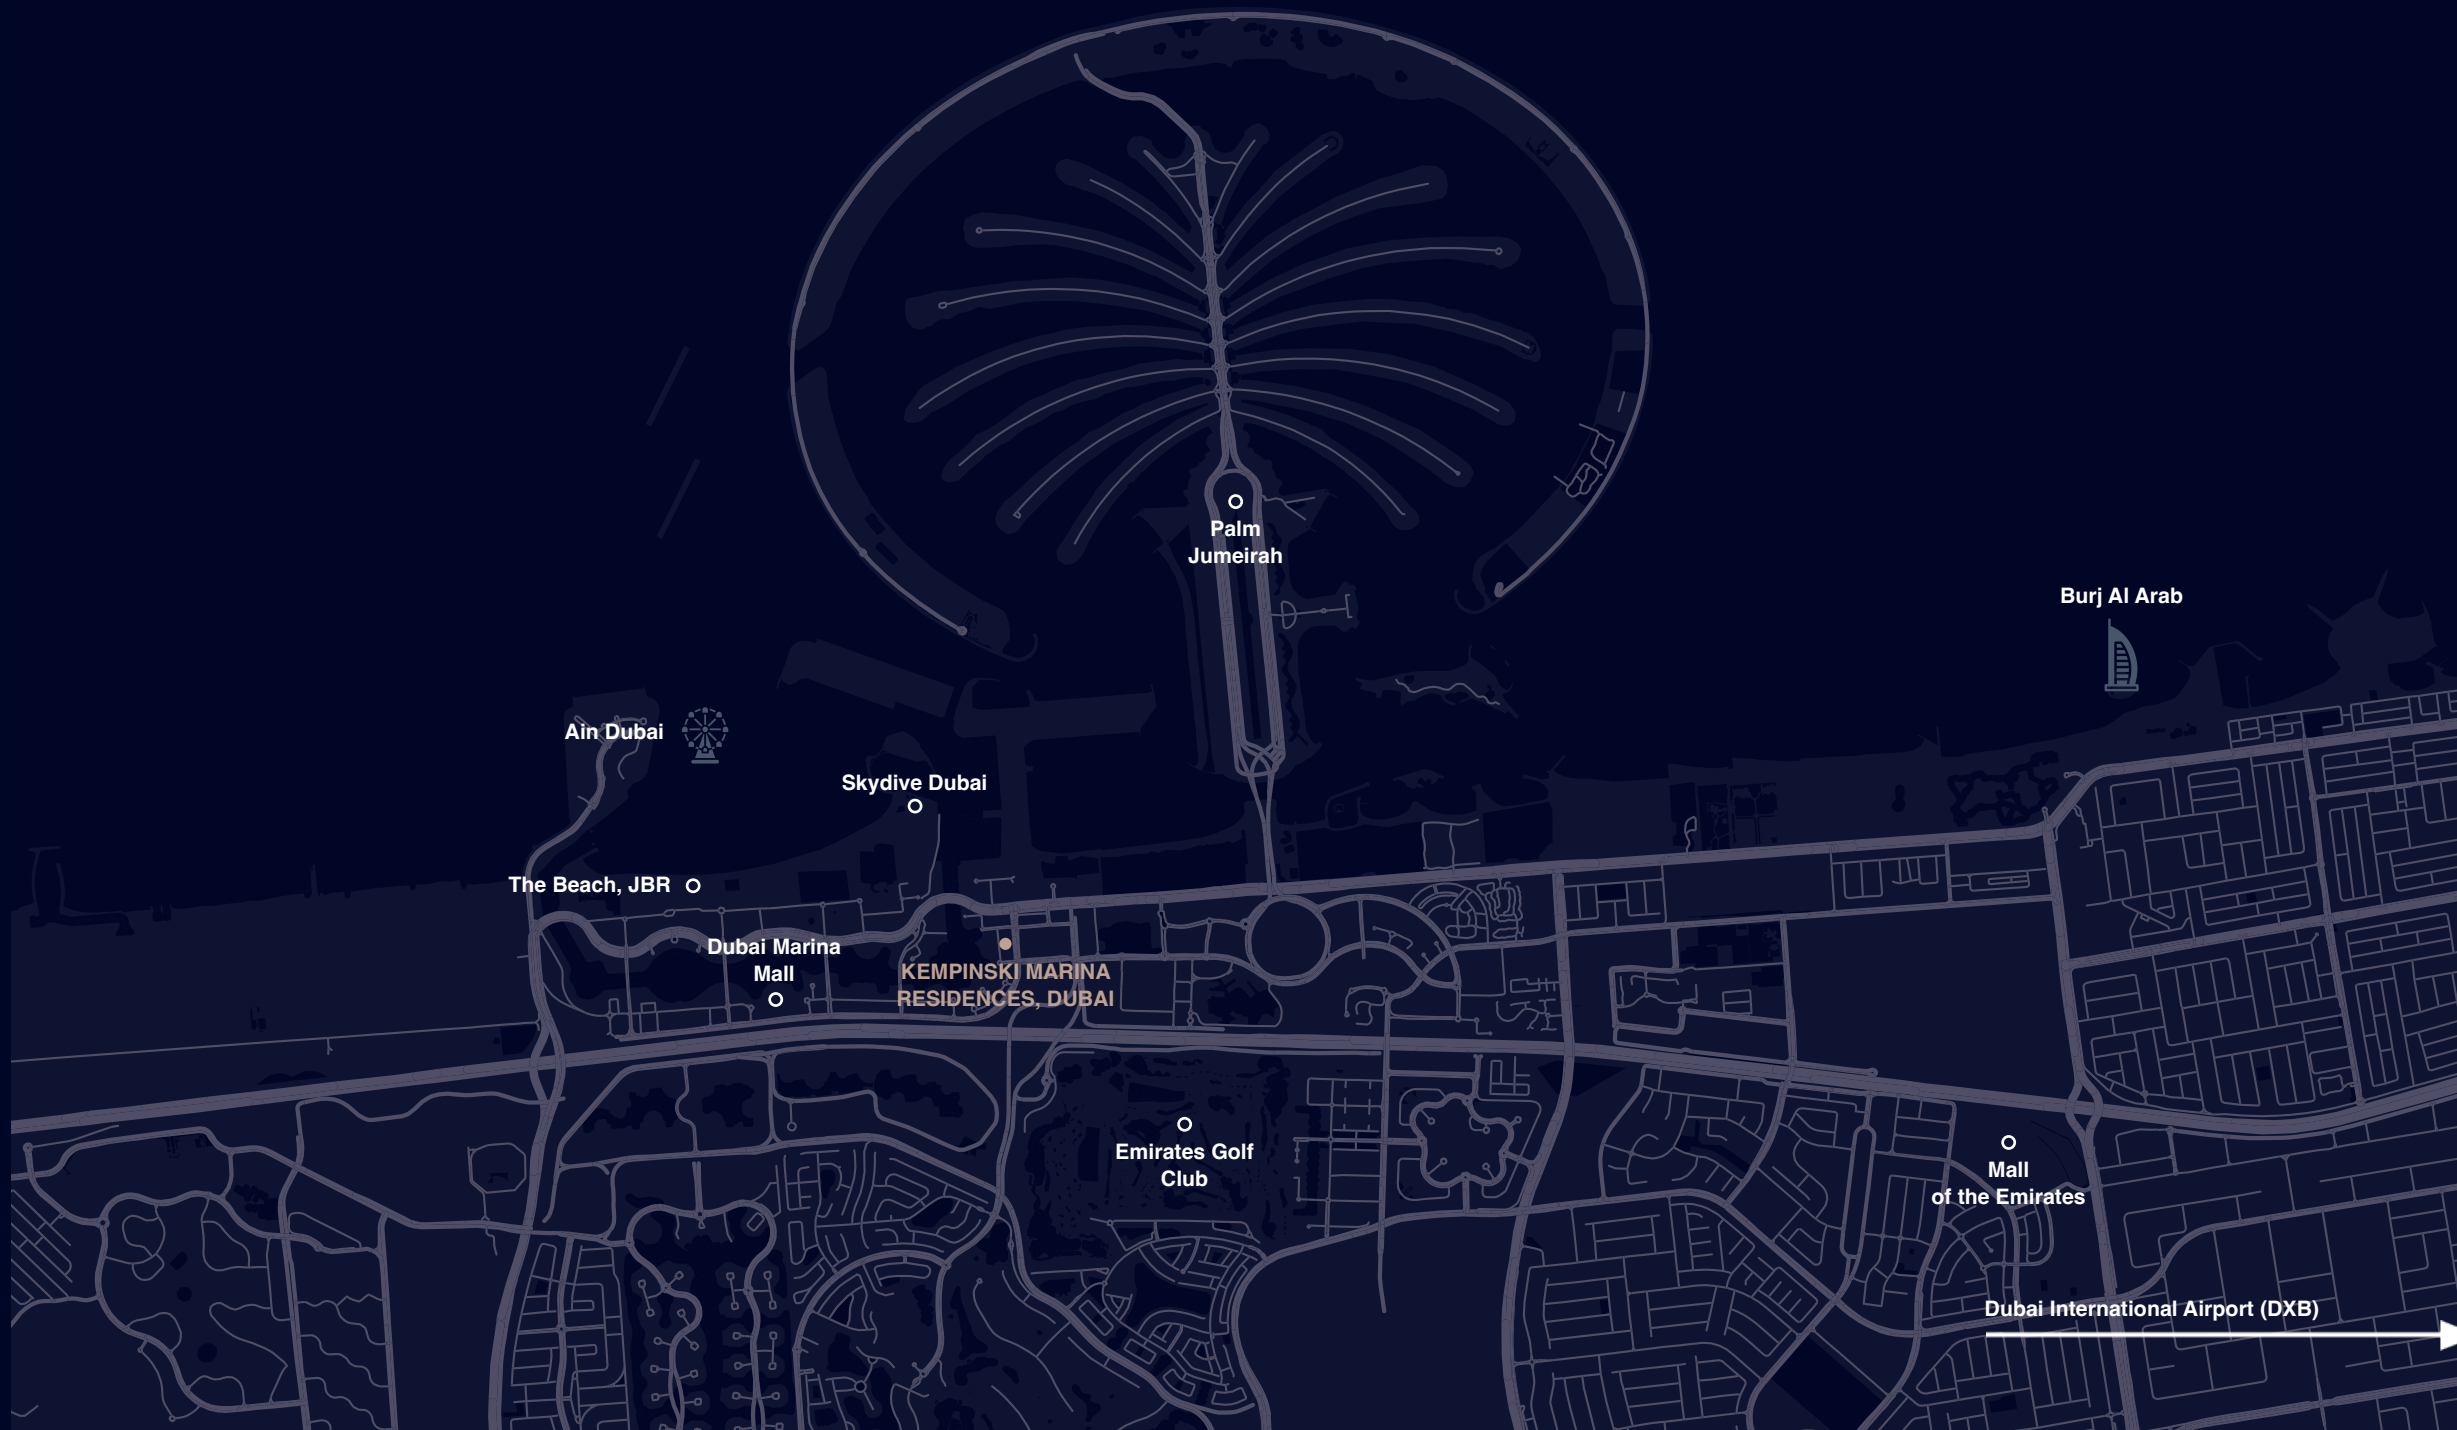 Palm
Jumeirah
Burj Al Arab
Ain Dubai
Skydive Dubai
The Beach, JBR
Dubai Marina
Mall
KEMPINSKI MARINA
RESIDENCES, DUBAI
Emirates Golf
Club
Mall
of the Emirates
Dubai International Airport (DXB)